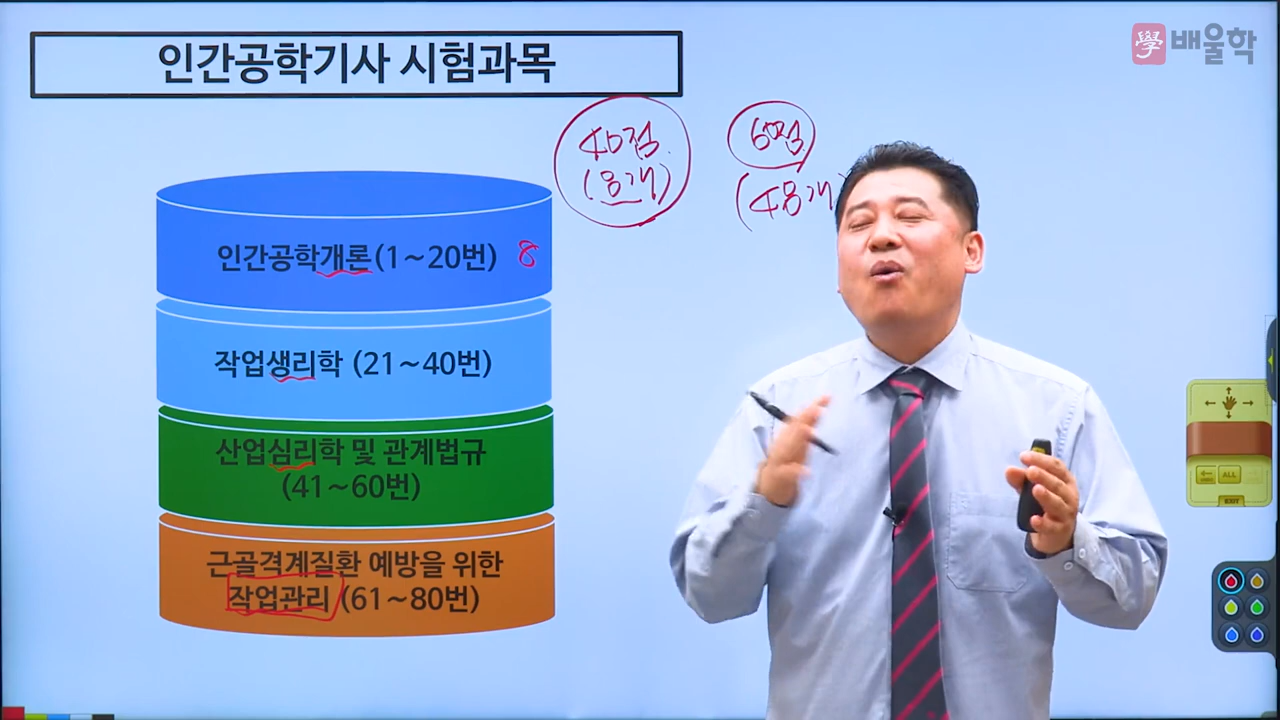 인간공학기사 시험과목
學 배울학
40점
(8개)
60점
(48개
인간공학개론(1~20번) 8
작업생리학 (21~40번)
산업심리학 및 관계법규
(41~60번)
근골격계질환 예방을 위한
작업관리 (61~80번)
ALL
EXIT